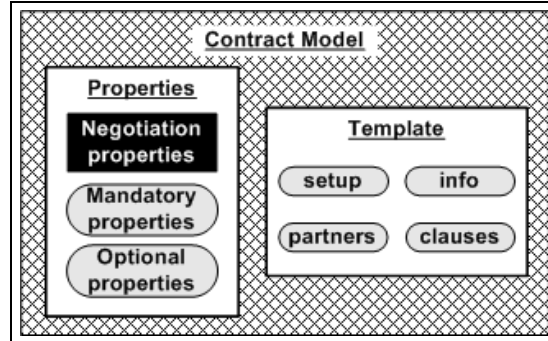 Contract Model
Properties
Negotiation
properties
Mandatory
properties
Optional
properties
Template
setup
info
partners
clauses